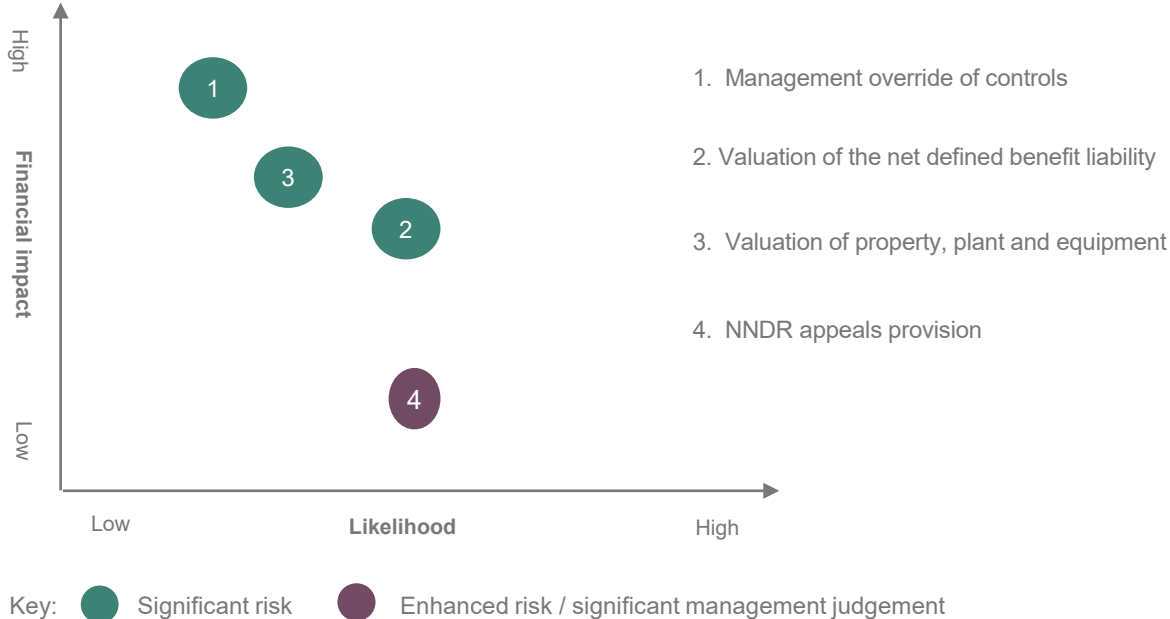 High
Financial impact
Low
1
3
2
4
Low
Likelihood
High
1. Management override of controls
2. Valuation of the net defined benefit liability
3. Valuation of property, plant and equipment
4. NNDR appeals provision
Key:
Significant risk
Enhanced risk / significant management judgement